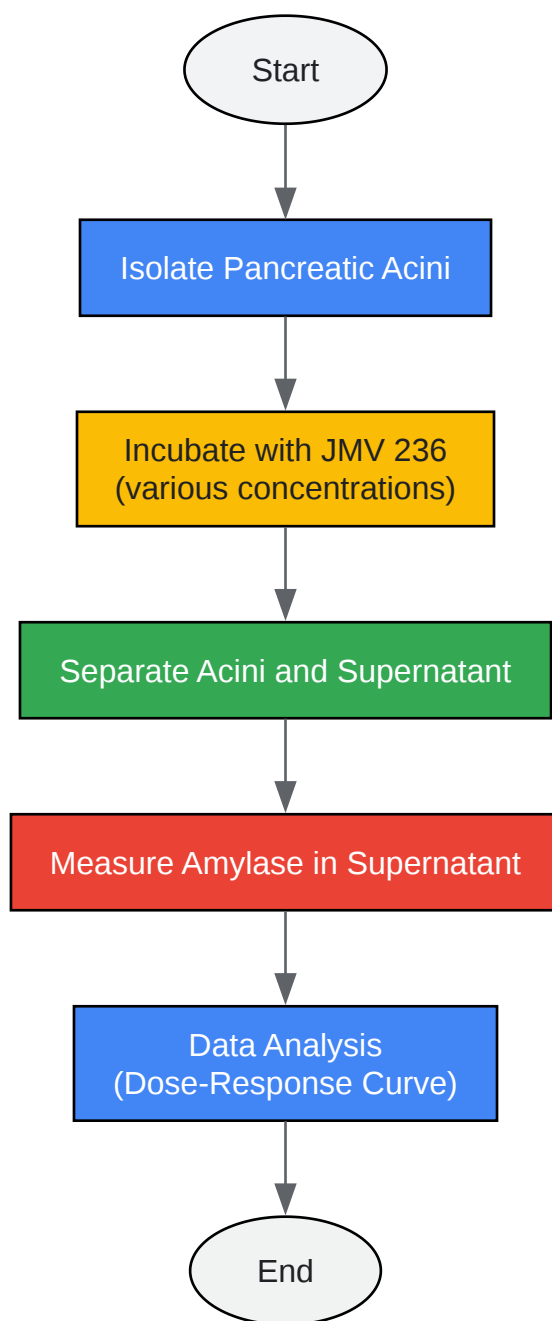 Start
Isolate Pancreatic Acini
Incubate with JMV 236
(various concentrations)
Separate Acini and Supernatant
Measure Amylase in Supernatant
Data Analysis
(Dose-Response Curve)
End